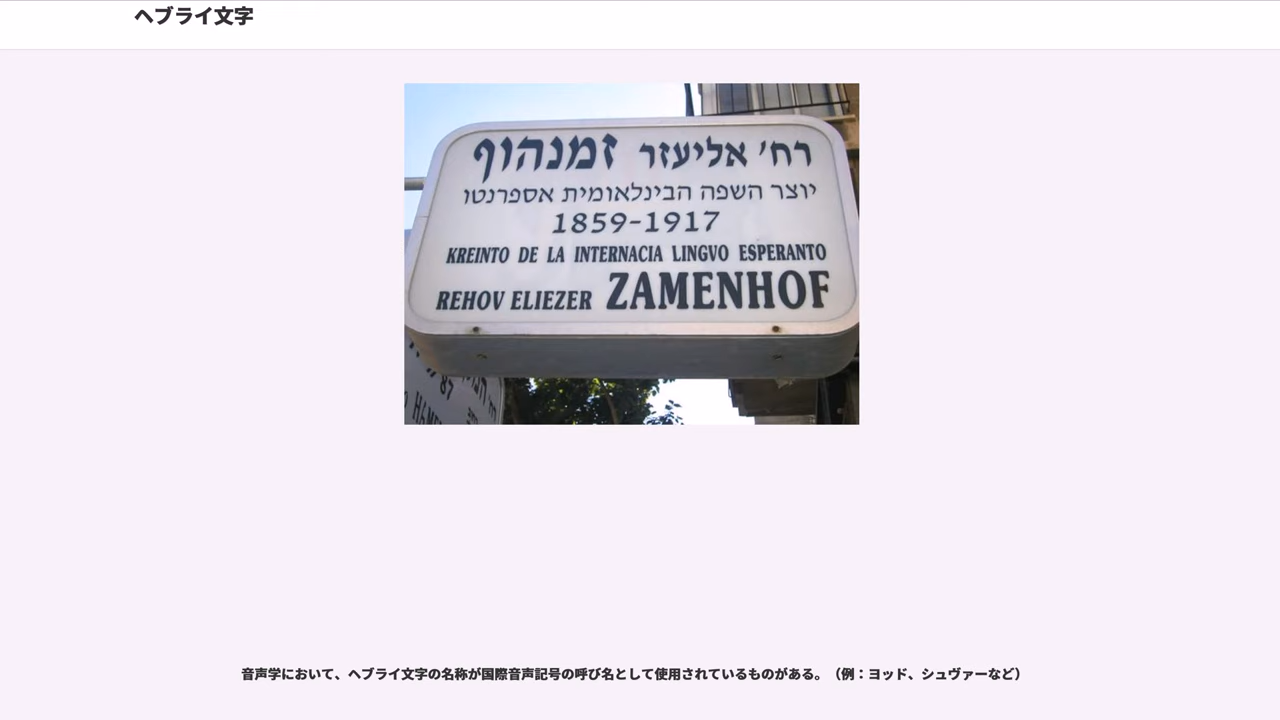 ヘブライ文字
רח' אליעזר זמנהוף
יוצר השפה הבינלאומית אספרנטו
1859-1917
KREINTO DE LA INTERNACIA LINGVO ESPERANTO
REHOV ELIEZER ZAMENHOF
87
音声学において、ヘブライ文字の名称が国際音声記号の呼び名として使用されているものがある。（例：ヨッド、シュヴァーなど）